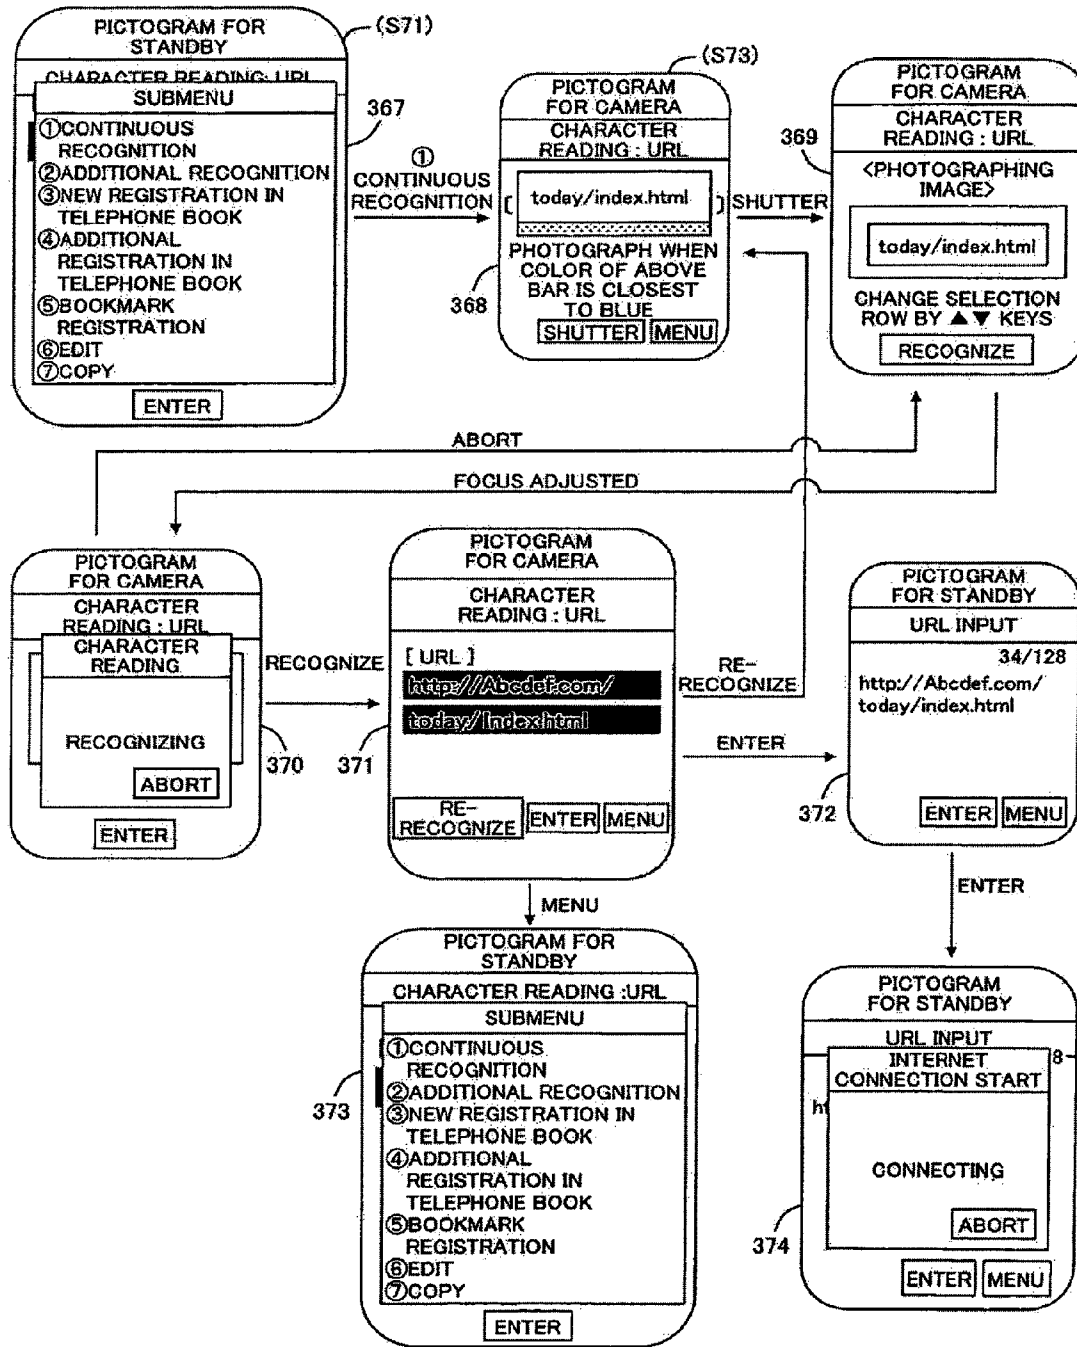 PICTOGRAM FOR
STANDBY
(S71)
CHARACTER READING: URL
SUBMENU
①CONTINUOUS
RECOGNITION
②ADDITIONAL RECOGNITION
③NEW REGISTRATION IN
TELEPHONE BOOK
④ADDITIONAL
REGISTRATION IN
TELEPHONE BOOK
⑤BOOKMARK
REGISTRATION
⑥EDIT
⑦COPY
ENTER
367
①
CONTINUOUS
RECOGNITION
(S73)
PICTOGRAM
FOR CAMERA
CHARACTER
READING : URL
today/index.html
PHOTOGRAPH WHEN
COLOR OF ABOVE
BAR IS CLOSEST
TO BLUE
SHUTTER MENU
368
SHUTTER
PICTOGRAM
FOR CAMERA
CHARACTER
READING : URL
369
<PHOTOGRAPHING
IMAGE>
today/index.html
CHANGE SELECTION
ROW BY ▲▼ KEYS
RECOGNIZE
ABORT
FOCUS ADJUSTED
PICTOGRAM
FOR CAMERA
CHARACTER
READING : URL
CHARACTER
READING
RECOGNIZING
ABORT
ENTER
370
RECOGNIZE
PICTOGRAM
FOR CAMERA
CHARACTER
READING : URL
[ URL ]
http://Abcdef.com/
today/Index.html
RE-
RECOGNIZE ENTER MENU
371
RE-
RECOGNIZE
ENTER
PICTOGRAM
FOR STANDBY
URL INPUT
34/128
http://Abcdef.com/
today/index.html
ENTER MENU
372
ENTER
MENU
PICTOGRAM FOR
STANDBY
CHARACTER READING :URL
SUBMENU
①CONTINUOUS
RECOGNITION
②ADDITIONAL RECOGNITION
③NEW REGISTRATION IN
TELEPHONE BOOK
④ADDITIONAL
REGISTRATION IN
TELEPHONE BOOK
⑤BOOKMARK
REGISTRATION
⑥EDIT
⑦COPY
ENTER
373
PICTOGRAM
FOR STANDBY
URL INPUT
8
INTERNET
CONNECTION START
ht
CONNECTING
ABORT
ENTER MENU
374